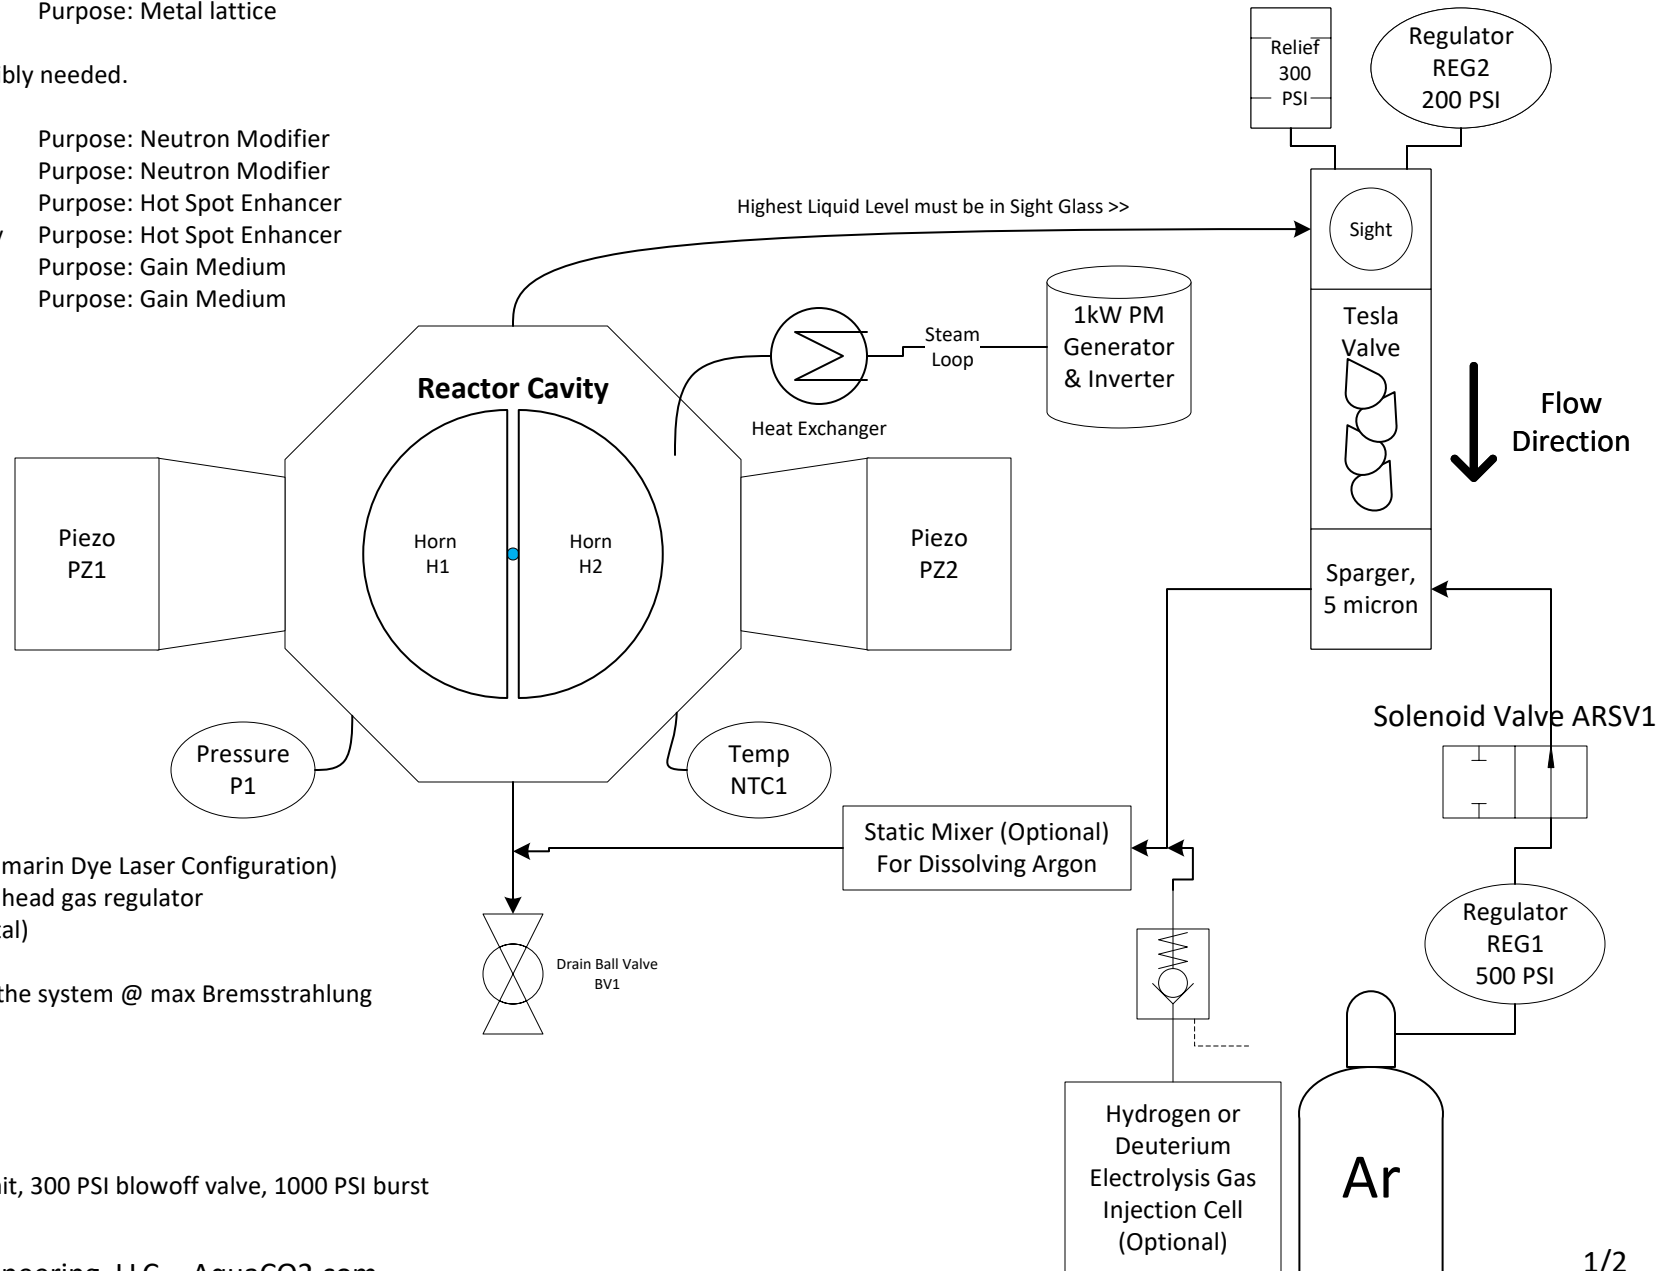 Purpose: Metal lattice
needed.
Purpose: Neutron Modifier
Purpose: Neutron Modifier
Purpose: Hot Spot Enhancer
Purpose: Hot Spot Enhancer
Purpose: Gain Medium
Purpose: Gain Medium
Relief
300
PSI
Regulator
REG2
200 PSI
Highest Liquid Level must be in Sight Glass >>
Sight
Tesla
Valve
Flow
Direction
Sparger,
5 micron
Steam
Loop
1kW PM
Generator
& Inverter
Heat Exchanger
Reactor Cavity
Piezo
PZ1
Horn
H1
Horn
H2
Piezo
PZ2
Pressure
P1
Temp
NTC1
Solenoid Valve ARSV1
Static Mixer (Optional)
For Dissolving Argon
Regulator
REG1
500 PSI
Drain Ball Valve
BV1
Dye Laser Configuration)
head gas regulator
the system @ max Bremsstrahlung
300 PSI blowoff valve, 1000 PSI burst
Hydrogen or
Deuterium
Electrolysis Gas
Injection Cell
(Optional)
Ar
1/2